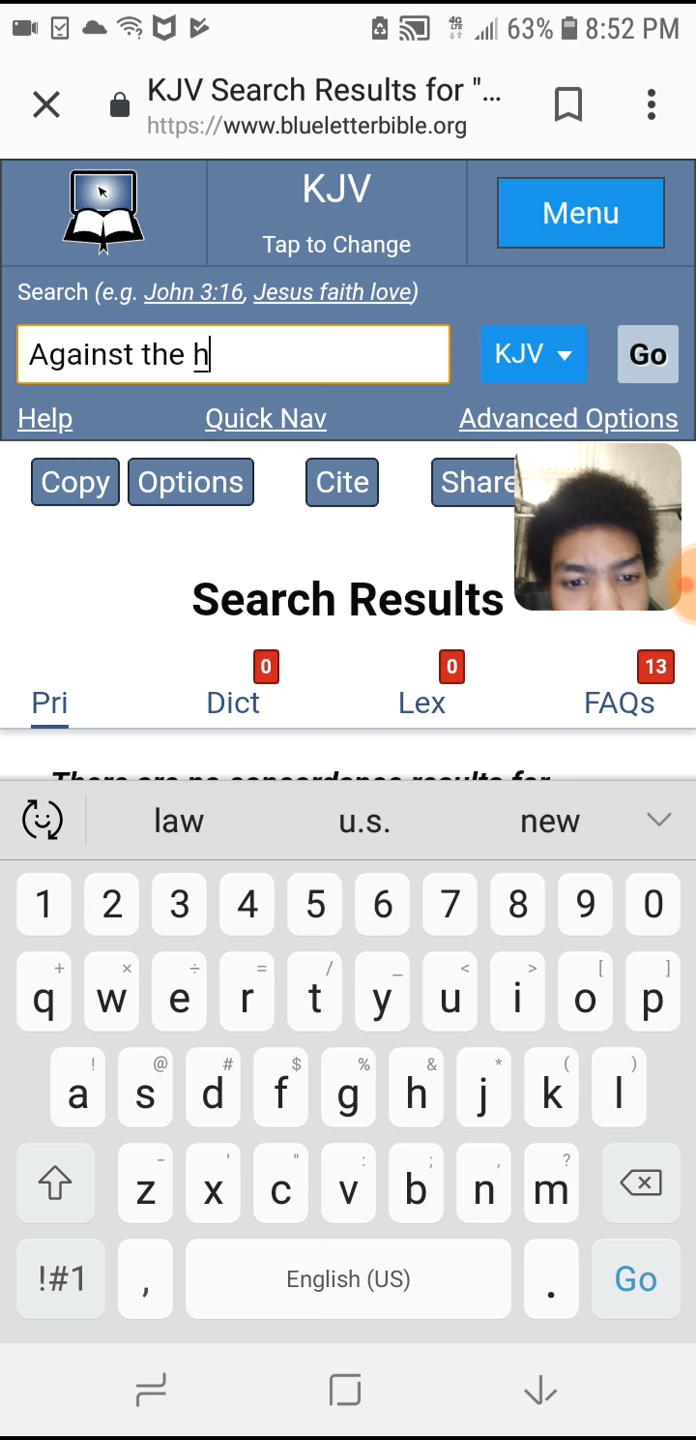 63% 8:52 PM
KJV Search Results for "...
https://www.blueletterbible.org
KJV
Tap to Change
Menu
Search (e.g. John 3:16, Jesus faith love)
Against the h
KJV
Go
Help Quick Nav Advanced Options
Copy Options Cite Share
Search Results
0 0 13
Pri Dict Lex FAQs
There are no concordance results for
law u.s. new
1 2 3 4 5 6 7 8 9 0
+ × ÷ = / _ < > [ ]
q w e r t y u i o p
! @ # $ % & * ( )
a s d f g h j k l
- ' " : ; , ?
z x c v b n m
!#1 , English (US) . Go